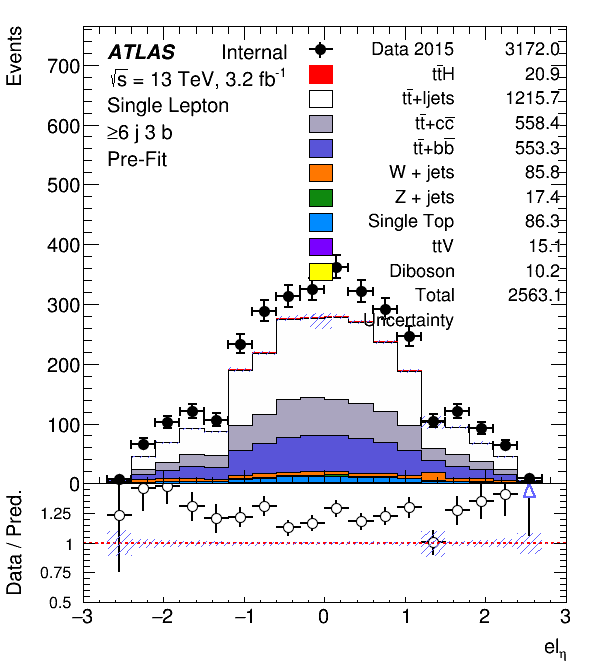 Events
ATLAS Internal
√s = 13 TeV, 3.2 fb⁻¹
Single Lepton
≥6 j 3 b
Pre-Fit
Data 2015 3172.0
tt̄H 20.9
tt̄+ljets 1215.7
tt̄+cc̄ 558.4
tt̄+bb̄ 553.3
W + jets 85.8
Z + jets 17.4
Single Top 86.3
ttV 15.1
Diboson 10.2
Total 2563.1
Uncertainty
700
600
500
400
300
200
100
0
Data / Pred.
1.25
1
0.75
0.5
−3 −2 −1 0 1 2 3
el_η